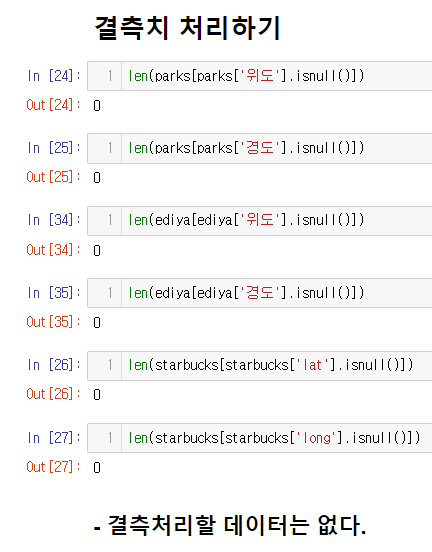 결측치 처리하기
In [24]: 1 len(parks[parks['위도'].isnull()])
Out[24]: 0
In [25]: 1 len(parks[parks['경도'].isnull()])
Out[25]: 0
In [34]: 1 len(ediya[ediya['위도'].isnull()])
Out[34]: 0
In [35]: 1 len(ediya[ediya['경도'].isnull()])
Out[35]: 0
In [26]: 1 len(starbucks[starbucks['lat'].isnull()])
Out[26]: 0
In [27]: 1 len(starbucks[starbucks['long'].isnull()])
Out[27]: 0
- 결측처리할 데이터는 없다.